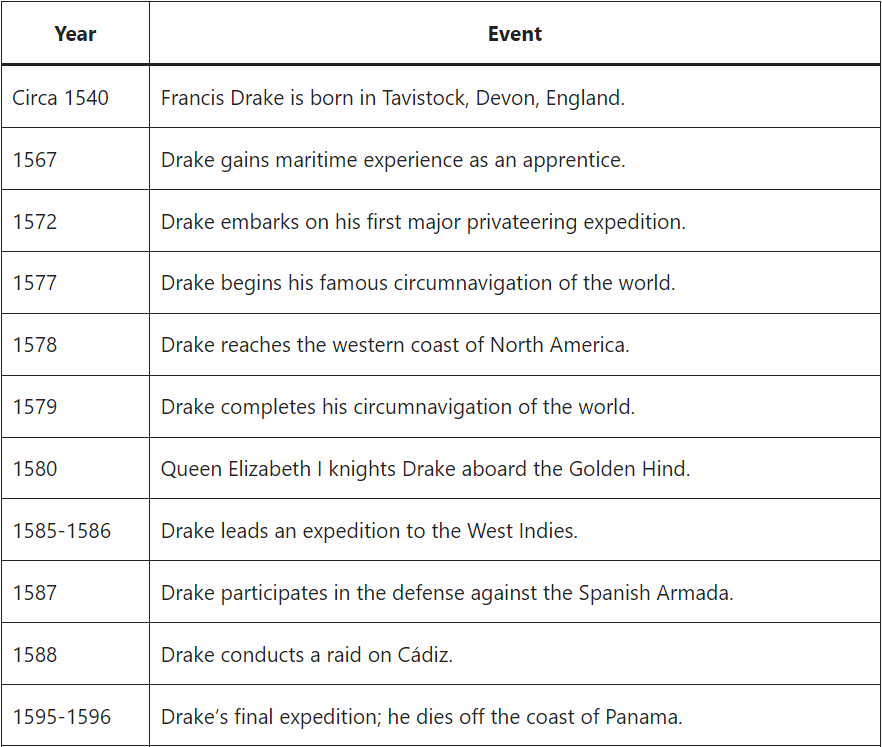 Year Event
Circa 1540 Francis Drake is born in Tavistock, Devon, England.
1567 Drake gains maritime experience as an apprentice.
1572 Drake embarks on his first major privateering expedition.
1577 Drake begins his famous circumnavigation of the world.
1578 Drake reaches the western coast of North America.
1579 Drake completes his circumnavigation of the world.
1580 Queen Elizabeth I knights Drake aboard the Golden Hind.
1585-1586 Drake leads an expedition to the West Indies.
1587 Drake participates in the defense against the Spanish Armada.
1588 Drake conducts a raid on Cádiz.
1595-1596 Drake’s final expedition; he dies off the coast of Panama.